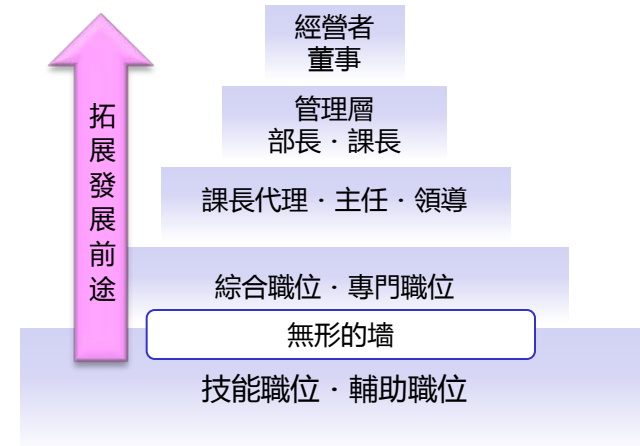 經營者
董事
管理層
部長・課長
課長代理・主任・領導
綜合職位・專門職位
無形的墻
技能職位・輔助職位
拓展發展前途